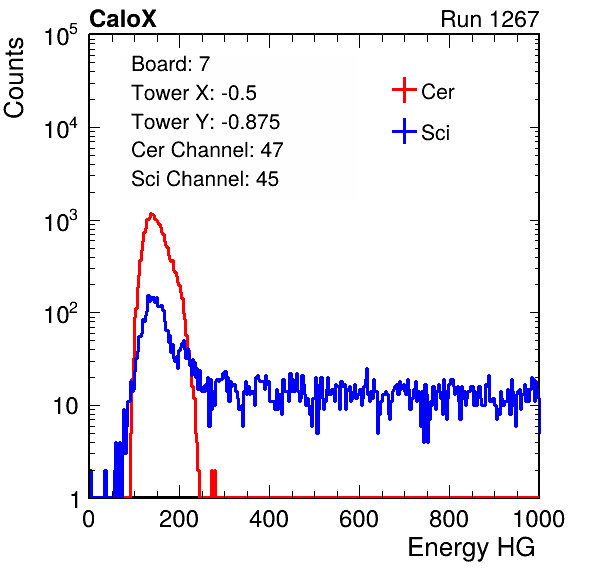 CaloX
Run 1267
Board: 7
Tower X: -0.5
Tower Y: -0.875
Cer Channel: 47
Sci Channel: 45
Cer
Sci
Counts
10^5
10^4
10^3
10^2
10
1
0 200 400 600 800 1000
Energy HG